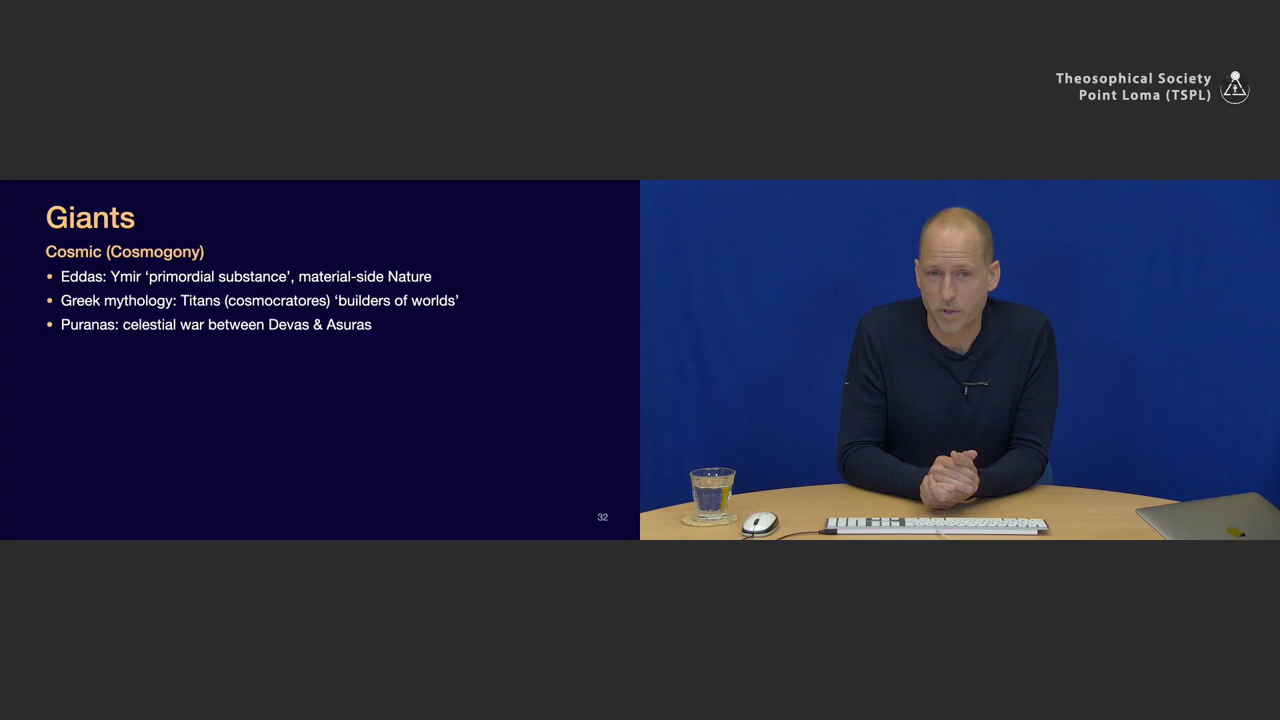 Theosophical Society
Point Loma (TSPL)
Giants
Cosmic (Cosmogony)
• Eddas: Ymir ‘primordial substance’, material-side Nature
• Greek mythology: Titans (cosmocratores) ‘builders of worlds’
• Puranas: celestial war between Devas & Asuras
32